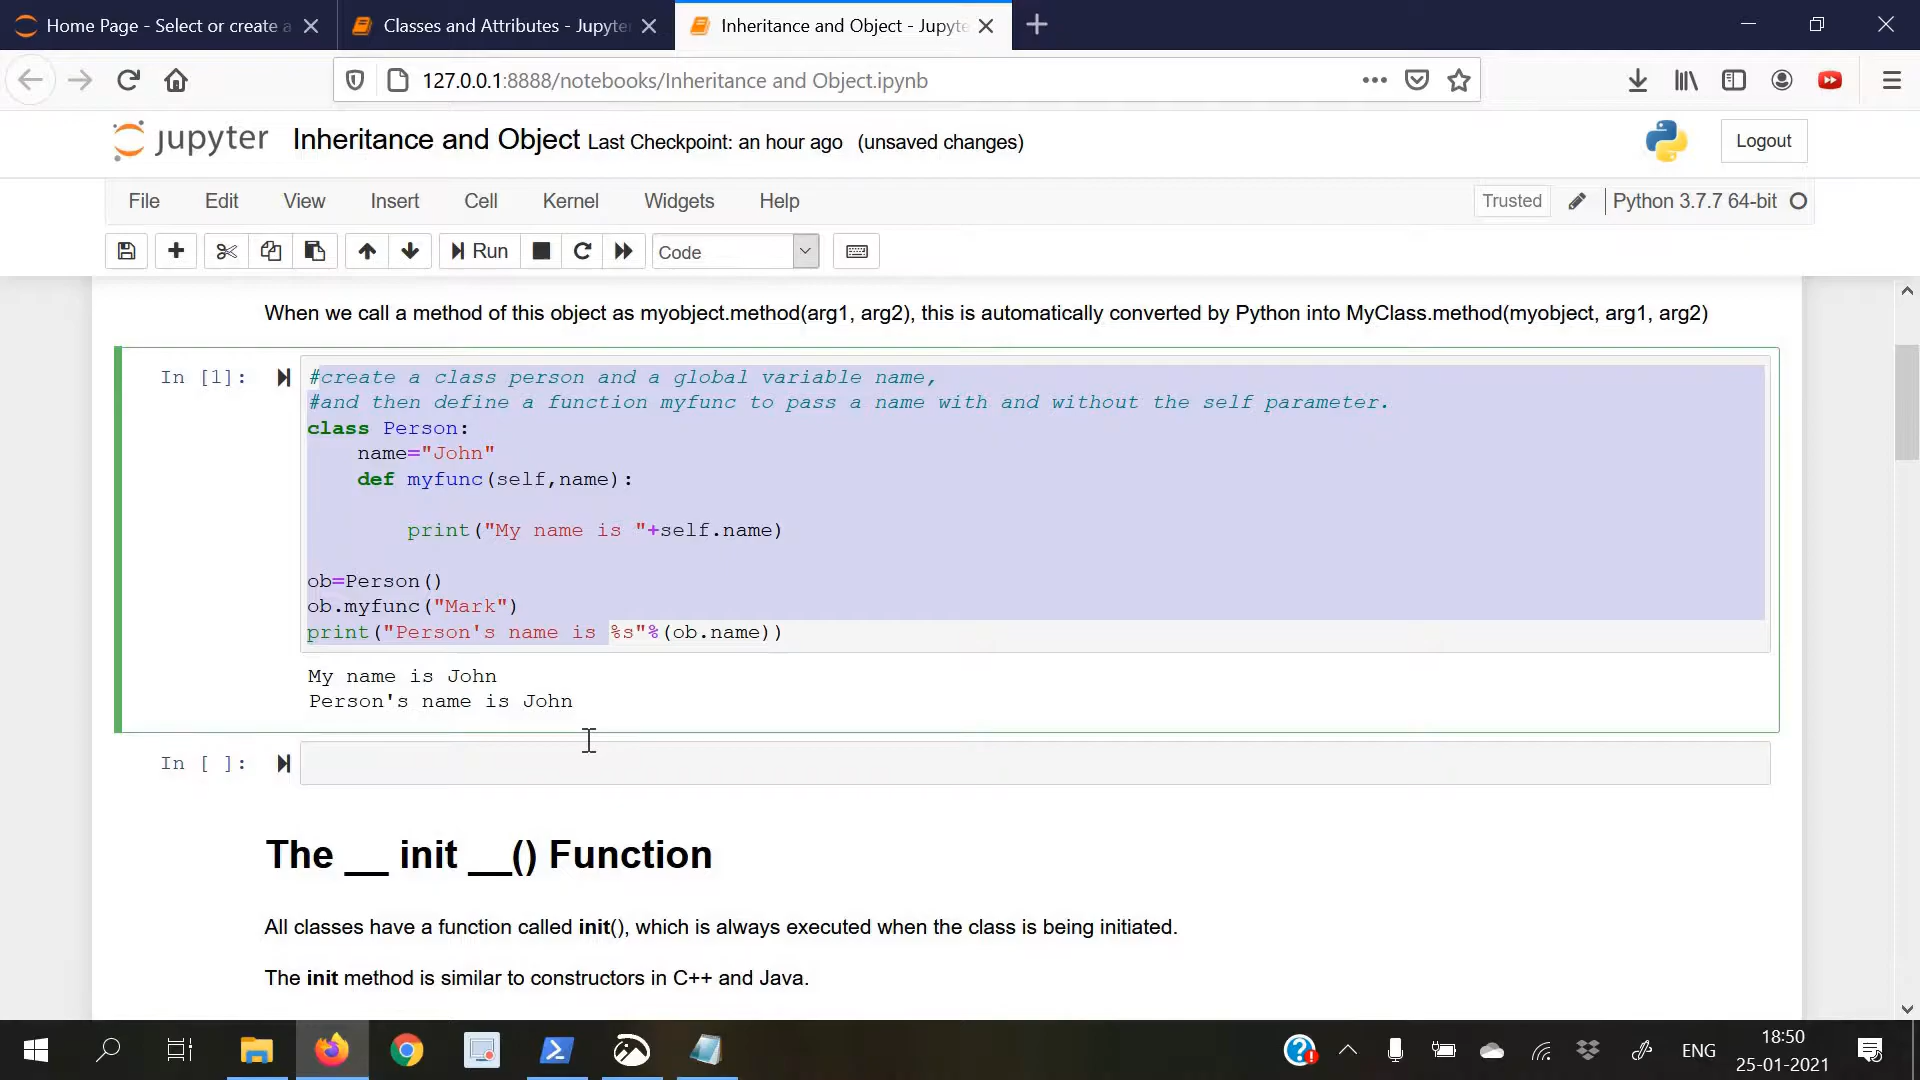 Home Page - Select or create a
Classes and Attributes - Jupyte
Inheritance and Object - Jupyte
127.0.0.1:8888/notebooks/Inheritance and Object.ipynb
jupyter Inheritance and Object Last Checkpoint: an hour ago (unsaved changes)
Logout
File Edit View Insert Cell Kernel Widgets Help
Trusted
Python 3.7.7 64-bit
Run
Code
When we call a method of this object as myobject.method(arg1, arg2), this is automatically converted by Python into MyClass.method(myobject, arg1, arg2)
In [1]:
#create a class person and a global variable name,
#and then define a function myfunc to pass a name with and without the self parameter.
class Person:
name="John"
def myfunc(self,name):
print("My name is "+self.name)
ob=Person()
ob.myfunc("Mark")
print("Person's name is %s"%(ob.name))
My name is John
Person's name is John
In [ ]:
The __ init __() Function
All classes have a function called init(), which is always executed when the class is being initiated.
The init method is similar to constructors in C++ and Java.
ENG
18:50
25-01-2021